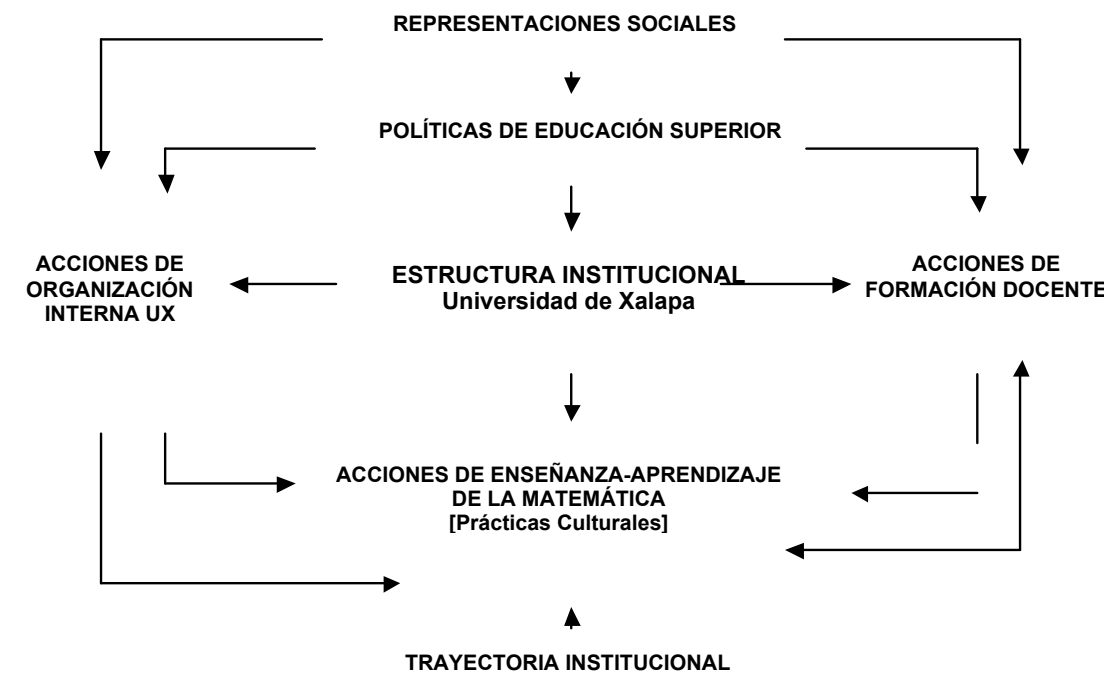 REPRESENTACIONES SOCIALES
POLÍTICAS DE EDUCACIÓN SUPERIOR
ACCIONES DE
ORGANIZACIÓN
INTERNA UX
ESTRUCTURA INSTITUCIONAL
Universidad de Xalapa
ACCIONES DE
FORMACIÓN DOCENTE
ACCIONES DE ENSEÑANZA-APRENDIZAJE
DE LA MATEMÁTICA
[Prácticas Culturales]
TRAYECTORIA INSTITUCIONAL